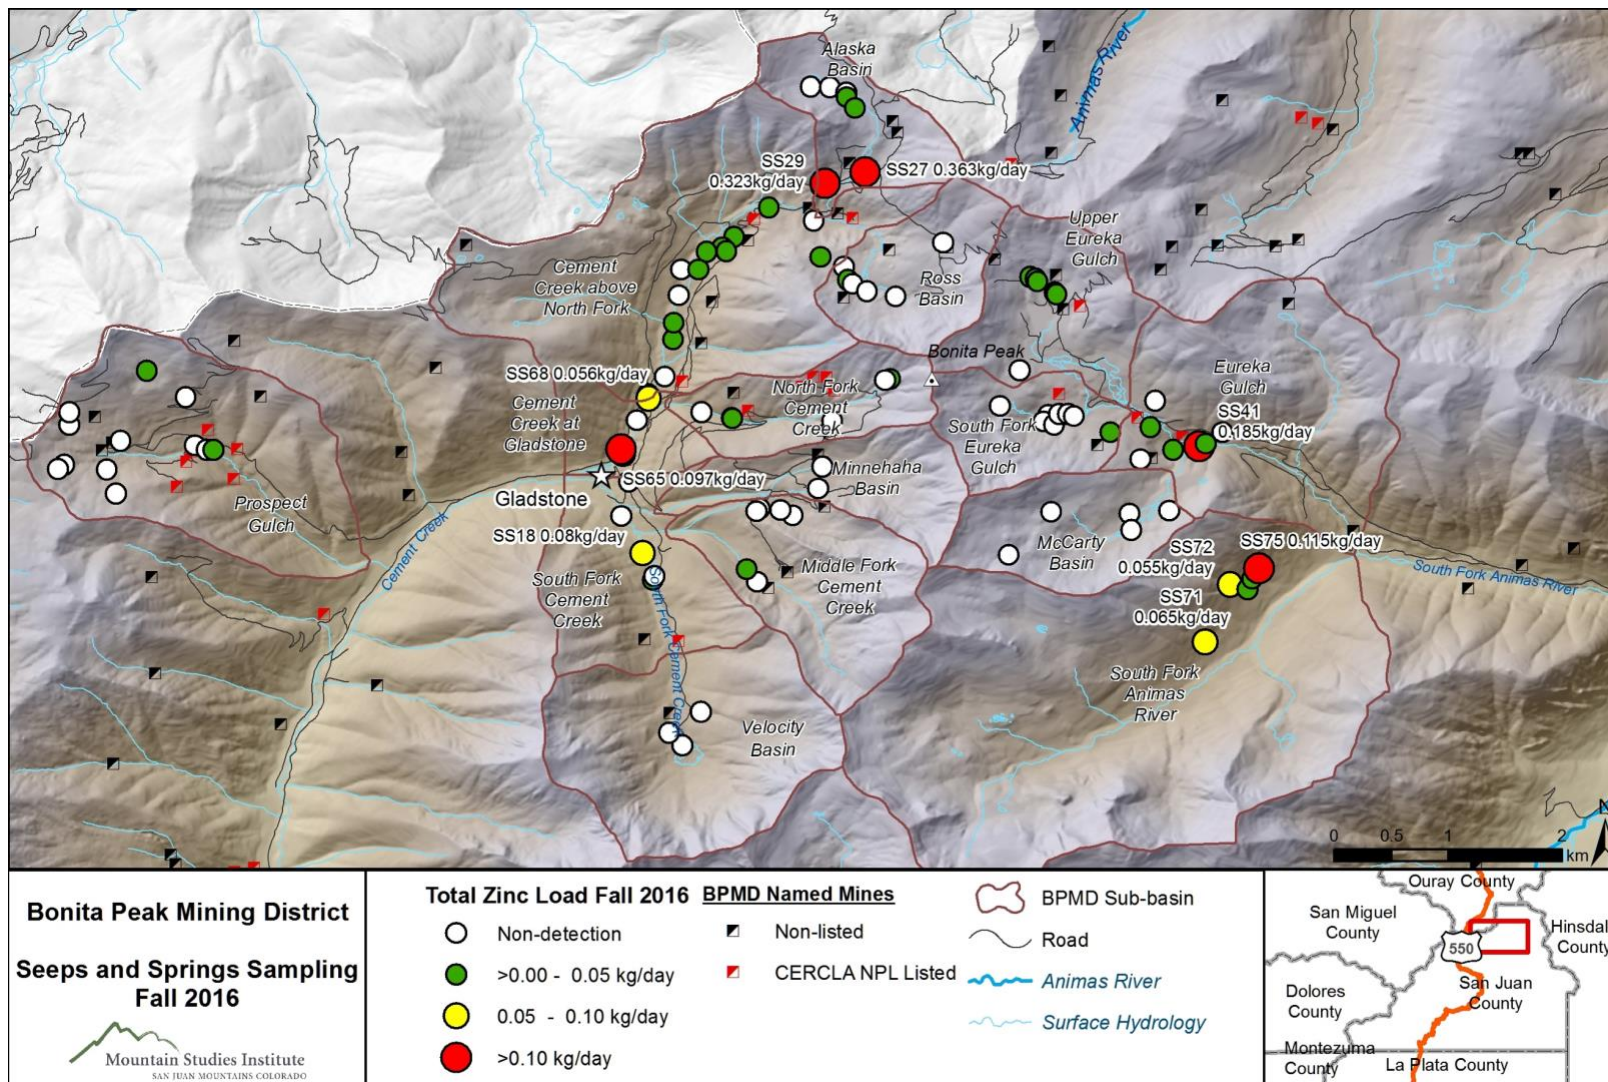 Alaska
Basin
Animas River
SS29
0.323kg/day
SS27 0.363kg/day
Upper
Eureka
Gulch
Cement
Creek above
North Fork
Ross
Basin
Bonita Peak
SS68 0.056kg/day
North Fork
Cement
Creek
Eureka
Gulch
Cement
Creek at
Gladstone
SS41
0.185kg/day
South Fork
Eureka
Gulch
SS65 0.097kg/day
Minnehaha
Basin
Gladstone
Prospect
Gulch
Cement Creek
SS18 0.08kg/day
McCarty
Basin
SS72
0.055kg/day
SS75 0.115kg/day
South Fork
Cement
Creek
South Fork Cement Creek
Middle Fork
Cement
Creek
SS71
0.065kg/day
South Fork Animas River
South Fork
Animas
River
Velocity
Basin
N
0 0.5 1 2
km
Bonita Peak Mining District
Seeps and Springs Sampling
Fall 2016
Mountain Studies Institute
SAN JUAN MOUNTAINS COLORADO
Total Zinc Load Fall 2016
Non-detection
>0.00 - 0.05 kg/day
0.05 - 0.10 kg/day
>0.10 kg/day
BPMD Named Mines
Non-listed
CERCLA NPL Listed
BPMD Sub-basin
Road
Animas River
Surface Hydrology
Ouray County
San Miguel
County
Hinsdal
County
550
Dolores
County
San Juan
County
Montezuma
County
La Plata County